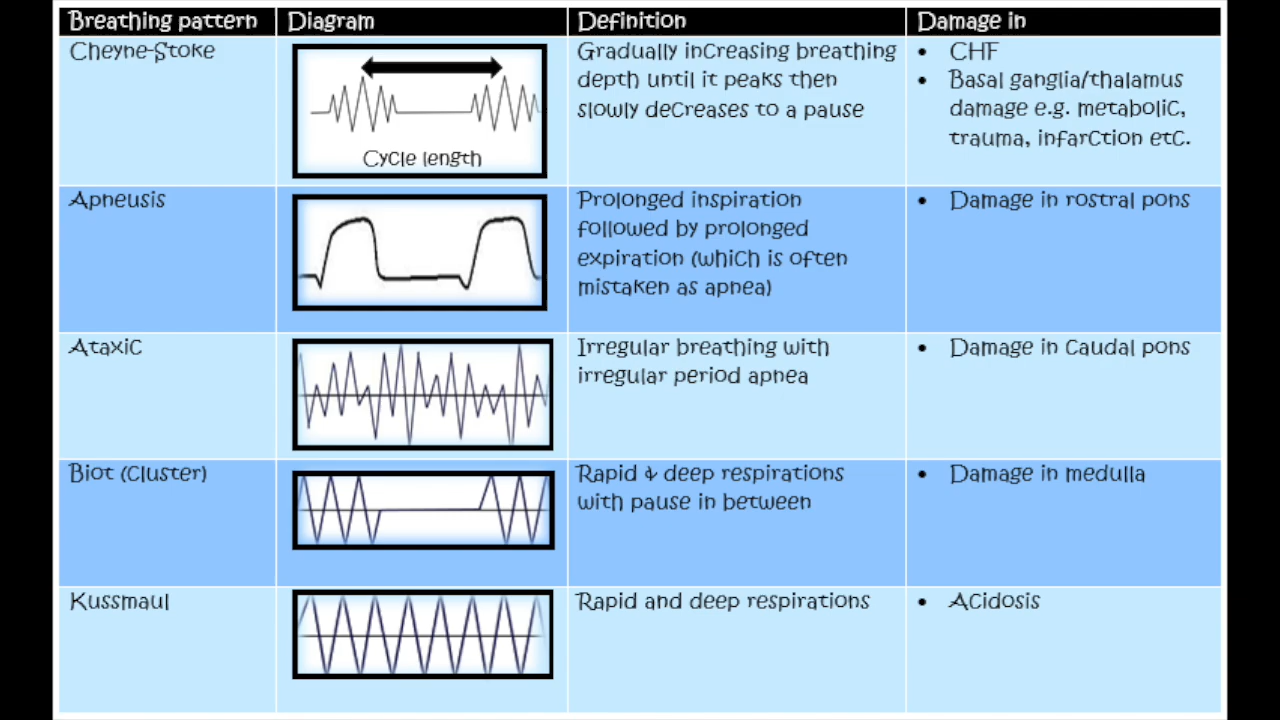 Breathing pattern Diagram Definition Damage in
Cheyne-Stoke
Cycle length
Gradually increasing breathing
depth until it peaks then
slowly decreases to a pause
• CHF
• Basal ganglia/thalamus
damage e.g. metabolic,
trauma, infarction etc.
Apneusis
Prolonged inspiration
followed by prolonged
expiration (which is often
mistaken as apnea)
• Damage in rostral pons
Ataxic
Irregular breathing with
irregular period apnea
• Damage in caudal pons
Biot (Cluster)
Rapid & deep respirations
with pause in between
• Damage in medulla
Kussmaul
Rapid and deep respirations
• Acidosis